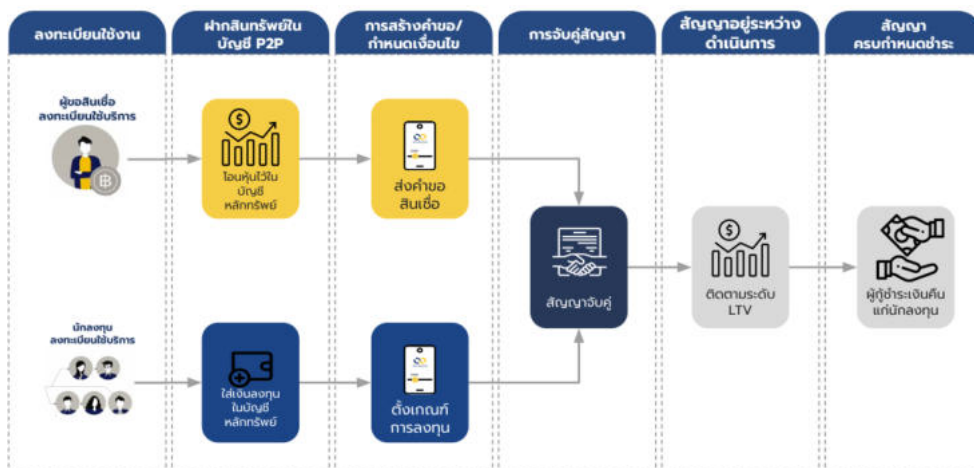 ลงทะเบียนใช้งาน
ฝากสินทรัพย์ใน
บัญชี P2P
การสร้างคำขอ/
กำหนดเงื่อนไข
การจับคู่สัญญา
สัญญาอยู่ระหว่าง
ดำเนินการ
สัญญา
ครบกำหนดชำระ
ผู้ขอสินเชื่อ
ลงทะเบียนใช้บริการ
โอนหุ้นไว้ใน
บัญชี
หลักทรัพย์
ส่งคำขอ
สินเชื่อ
สัญญาจับคู่
ติดตามระดับ
LTV
ผู้กู้ชำระเงินคืน
แก่นักลงทุน
นักลงทุน
ลงทะเบียนใช้บริการ
ใส่เงินลงทุน
ในบัญชี
หลักทรัพย์
ตั้งเกณฑ์
การลงทุน